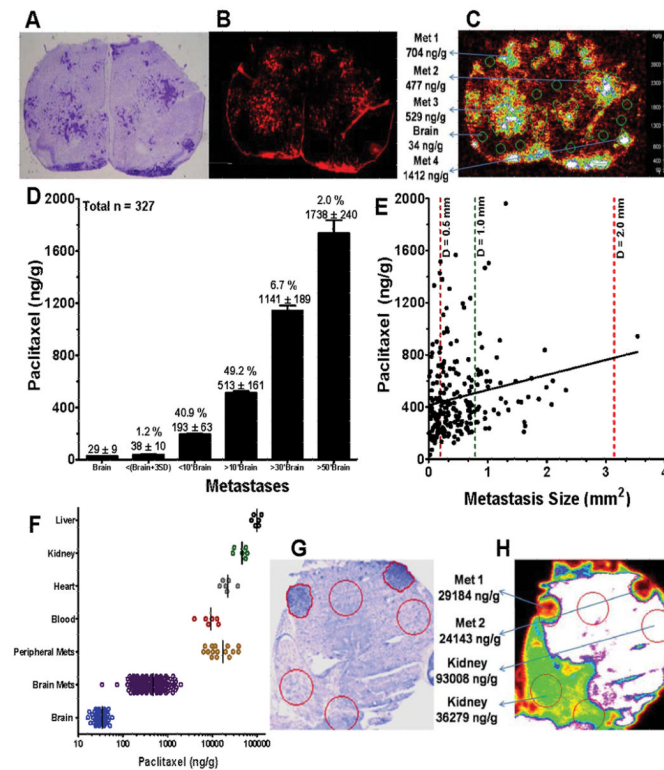 A
B
C
Met 1
704 ng/g
Met 2
477 ng/g
Met 3
529 ng/g
Brain
34 ng/g
Met 4
1412 ng/g
D
Total n = 327
Paclitaxel (ng/g)
2000
1600
1200
800
400
0
29 ± 9
1.2 %
38 ± 10
40.9 %
193 ± 63
49.2 %
513 ± 161
6.7 %
1141 ± 189
2.0 %
1738 ± 240
Brain
<(Brain+3SD)
<10*Brain
>10*Brain
>30*Brain
>50*Brain
Metastases
E
Paclitaxel (ng/g)
2000
1600
1200
800
400
0
D = 0.5 mm
D = 1.0 mm
D = 2.0 mm
0 1 2 3 4
Metastasis Size (mm²)
F
Liver
Kidney
Heart
Blood
Peripheral Mets
Brain Mets
Brain
10 100 1000 10000 100000
Paclitaxel (ng/g)
G
H
Met 1
29184 ng/g
Met 2
24143 ng/g
Kidney
93008 ng/g
Kidney
36279 ng/g